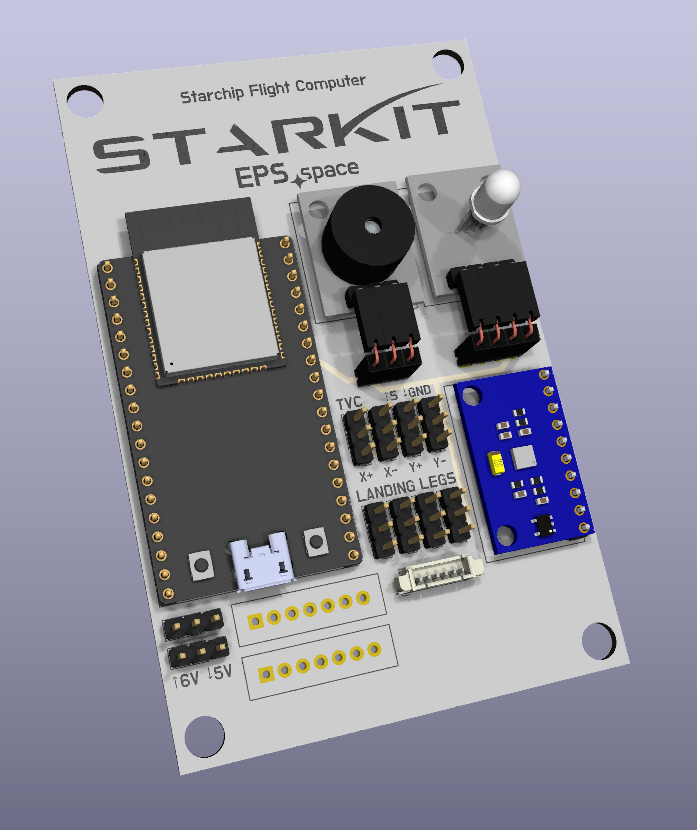 Starchip Flight Computer
STARKIT
EPS space
TVC ↑S ↓GND
X+ X- Y+ Y-
LANDING LEGS
↑6V ↓5V